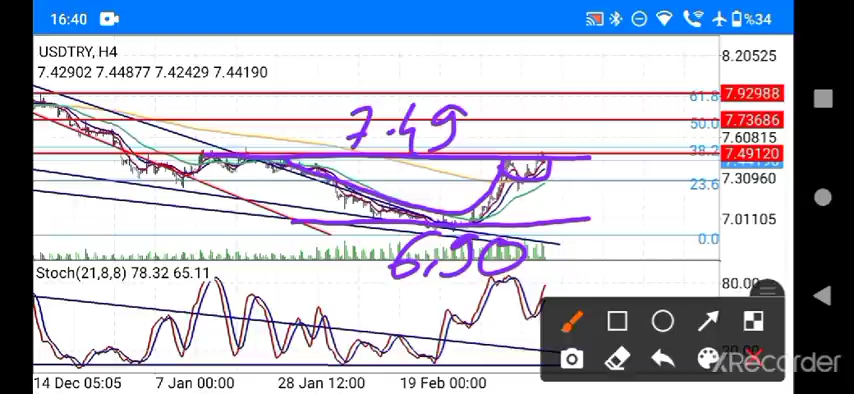 16:40
%34
USDTRY, H4
7.42902 7.44877 7.42429 7.44190
8.20525
7.92988
61.8
7.73686
50.0
7.60815
7.49
38.2
7.49120
7.30960
23.6
7.01105
0.0
6.90
Stoch(21,8,8) 78.32 65.11
80.00
14 Dec 05:05
7 Jan 00:00
28 Jan 12:00
19 Feb 00:00
XRecorder